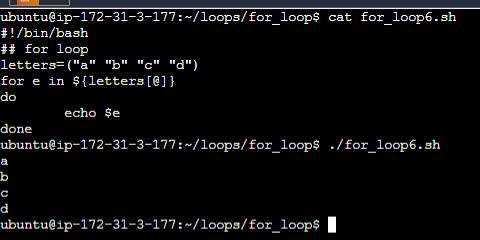 ubuntu@ip-172-31-3-177:~/loops/for_loop$ cat for_loop6.sh
#!/bin/bash
## for loop
letters=("a" "b" "c" "d")
for e in ${letters[@]}
do
        echo $e
done
ubuntu@ip-172-31-3-177:~/loops/for_loop$ ./for_loop6.sh
a
b
c
d
ubuntu@ip-172-31-3-177:~/loops/for_loop$